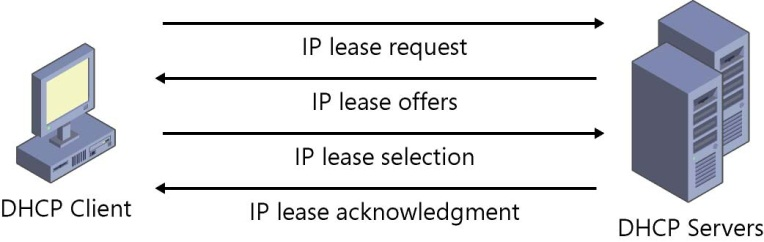 IP lease request
IP lease offers
IP lease selection
IP lease acknowledgment
DHCP Client
DHCP Servers